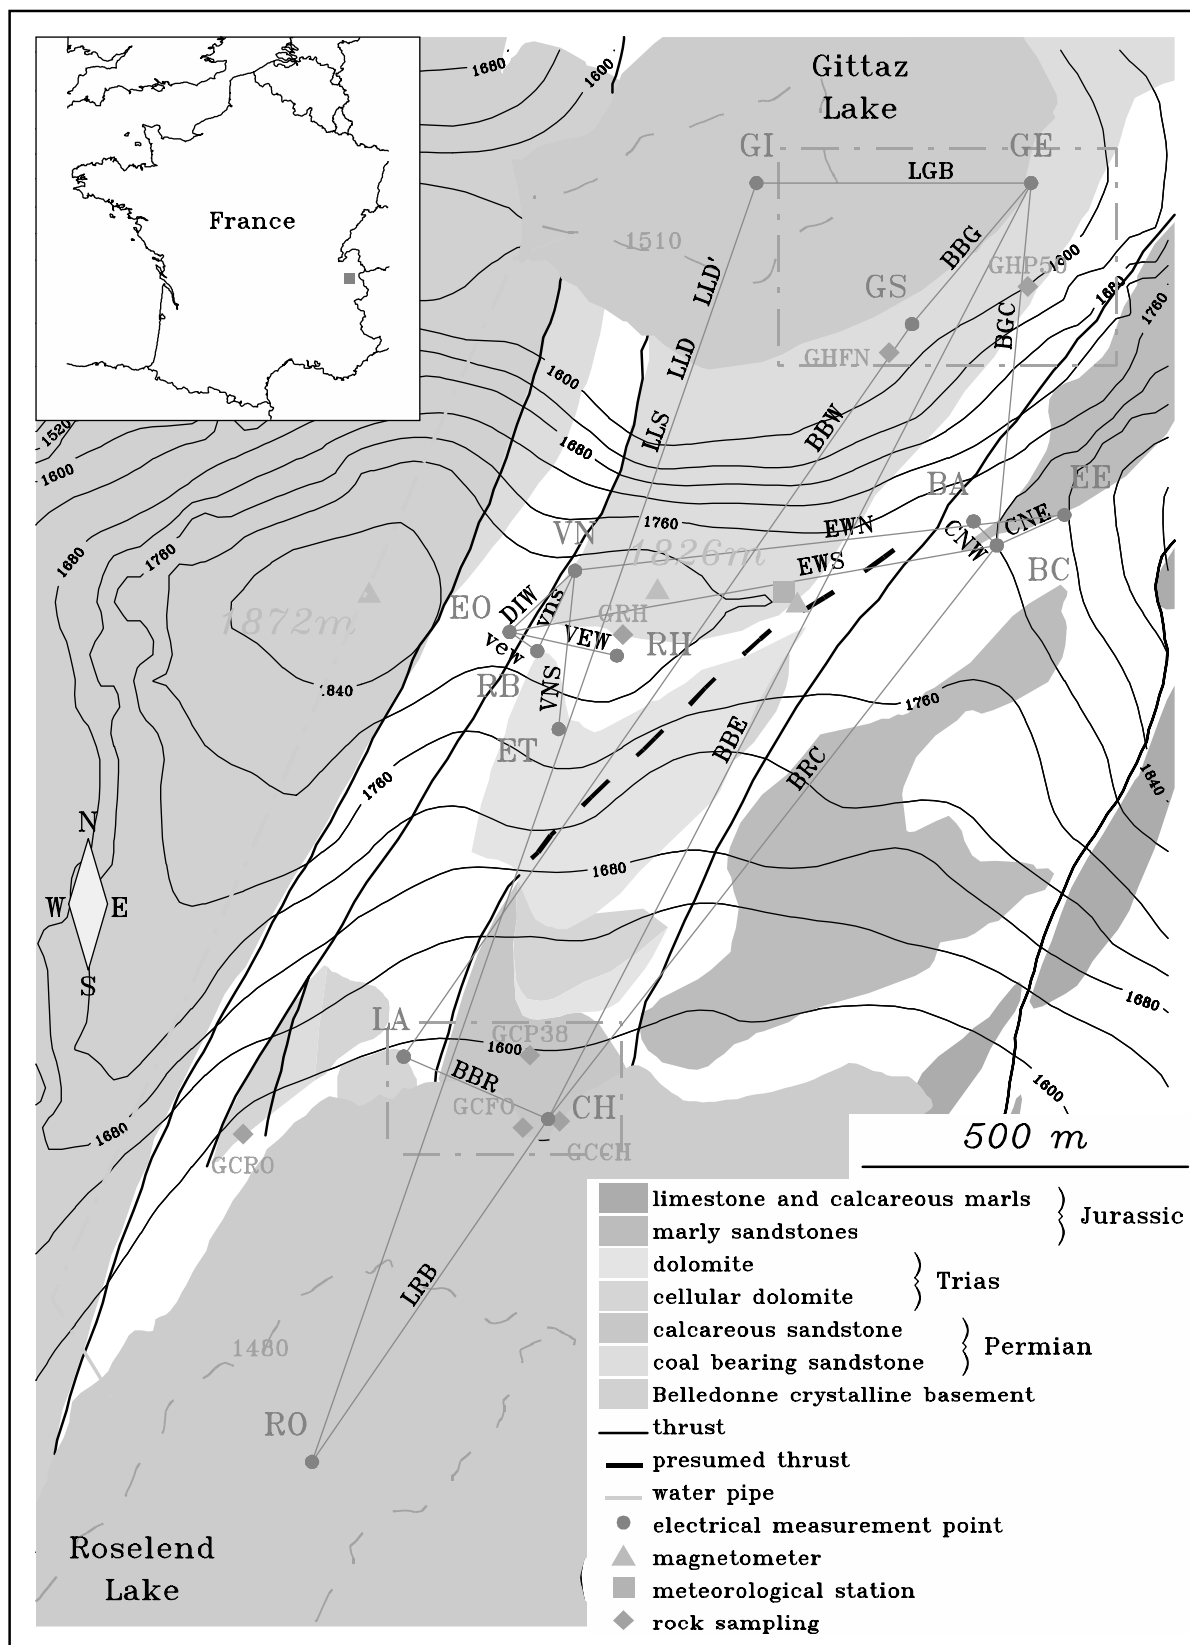 1680
1600
Gittaz
Lake
GI
GE
LGB
France
BBG
1510
1600
GHP50
LLD'
GS
1680
1760
BGC
LLD
GHFN
1600
BBW
LLS
1520
1680
1600
BA
EE
1760
VN
EWN
CNW
CNE
1826m
1680
1760
EWS
BC
DIW
vns
EO
GRH
1872m
vew
VEW
RH
RB
VNS
1840
1760
ET
BBE
BRC
1760
1840
N
1680
W
E
S
1680
LA
GCP38
1600
BBR
1600
GCFO
CH
1680
GCRO
GCCH
500 m
limestone and calcareous marls
Jurassic
marly sandstones
dolomite
Trias
cellular dolomite
LRB
calcareous sandstone
Permian
1480
coal bearing sandstone
Belledonne crystalline basement
RO
thrust
presumed thrust
water pipe
electrical measurement point
Roselend
Lake
magnetometer
meteorological station
rock sampling